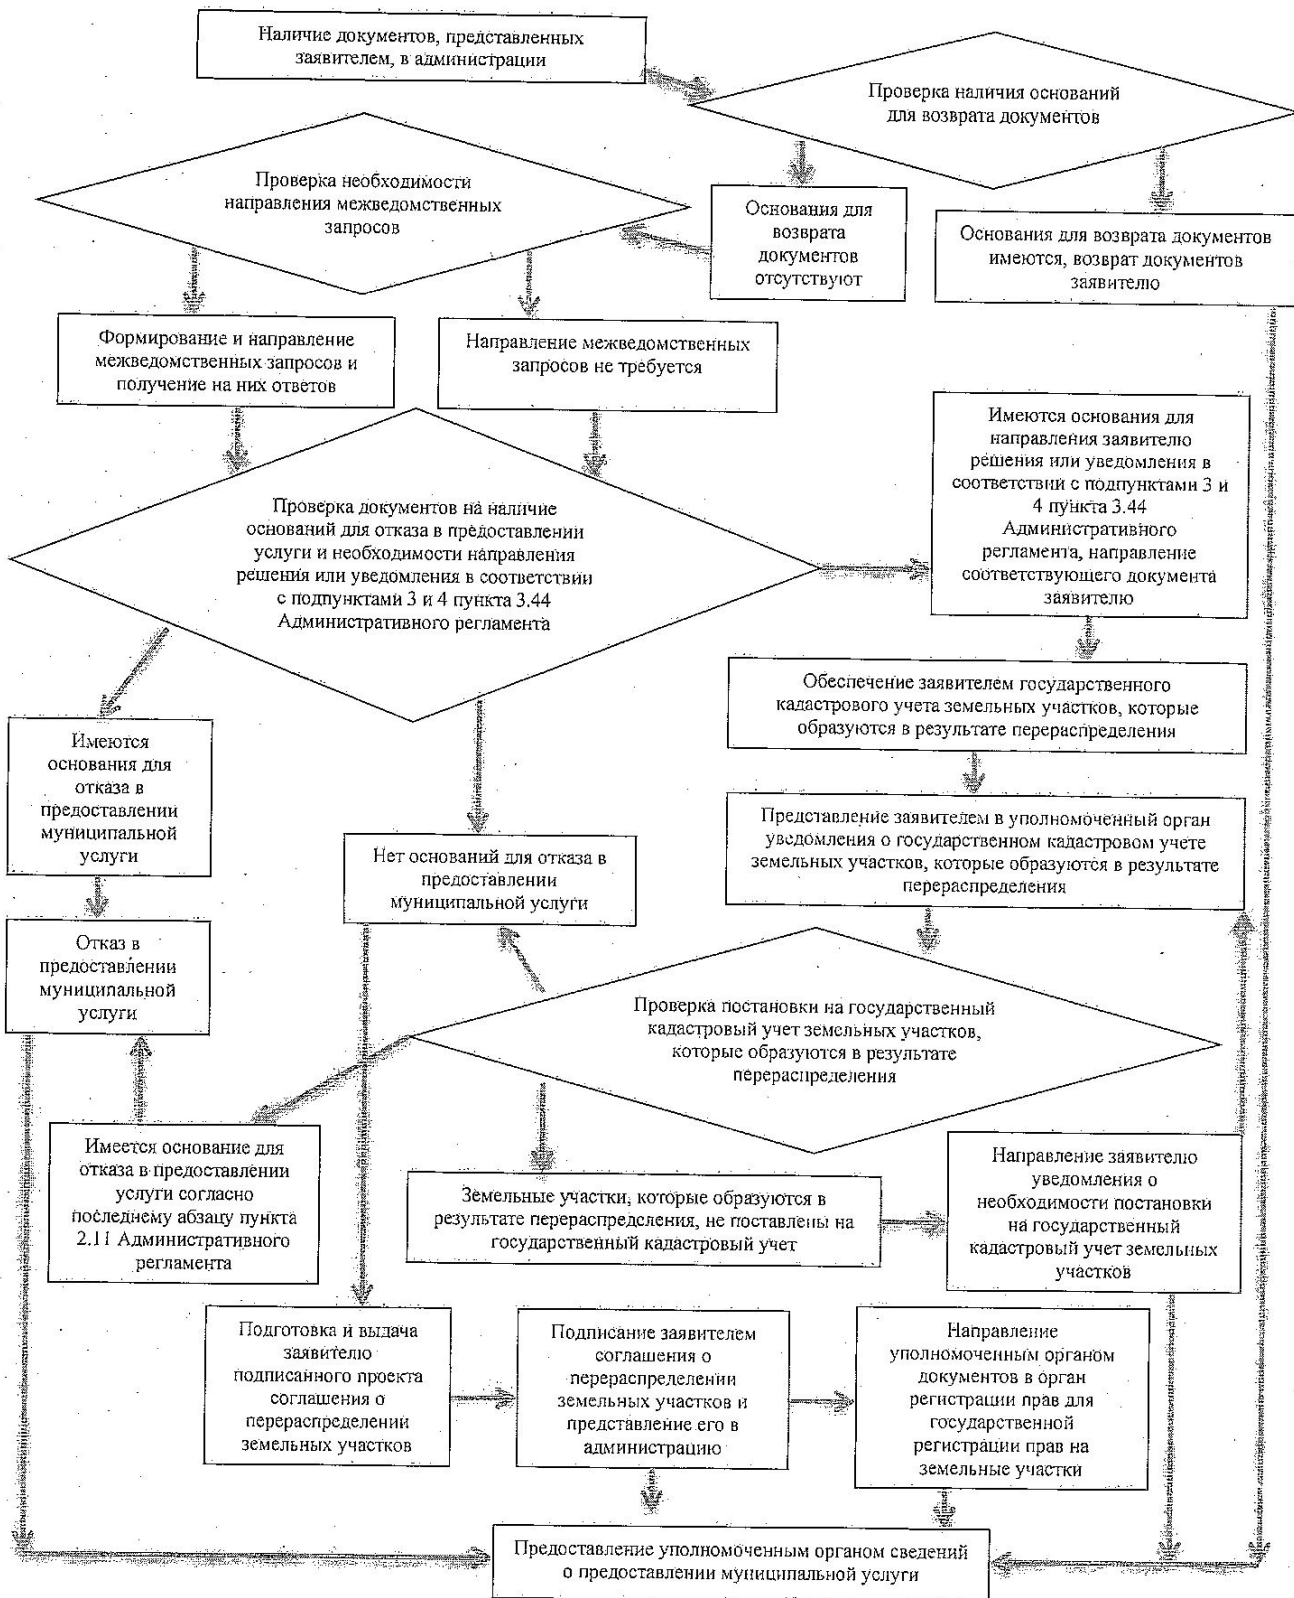 Наличие документов, представленных
заявителем, в администрации
Проверка наличия оснований
для возврата документов
Проверка необходимости
направления межведомственных
запросов
Основания для
возврата
документов
отсутствуют
Основания для возврата документов
имеются, возврат документов
заявителю
Формирование и направление
межведомственных запросов и
получение на них ответов
Направление межведомственных
запросов не требуется
Имеются основания для
направления заявителю
решения или уведомления в
соответствий с подпунктами 3 и
4 пункта 3.44
Административного
регламента, направление
соответствующего документа
заявителю
Проверка документов на наличие
оснований для отказа в предоставлении
услуги и необходимости направления
решения или уведомления в соответствии
с подпунктами 3 и 4 пункта 3.44
Административного регламента
Обеспечение заявителем государственного
кадастрового учета земельных участков, которые
образуются в результате перераспределения
Имеются
основания для
отказа в
предоставлении
муниципальной
услуги
Представление заявителем в уполномоченный орган
уведомления о государственном кадастровом учете
земельных участков, которые образуются в результате
перераспределения
Нет оснований для отказа в
предоставлении
муниципальной услуги
Отказ в
предоставлении
муниципальной
услуги
Проверка постановки на государственный
кадастровый учет земельных участков,
которые образуются в результате
перераспределения
Имеется основание для
отказа в предоставлении
услуги согласно
последнему абзацу пункта
2.11 Административного
регламента
Земельные участки, которые образуются в
результате перераспределения, не поставлены на
государственный кадастровый учет
Направление заявителю
уведомления о
необходимости постановки
на государственный
кадастровый учет земельных
участков
Подготовка и выдача
заявителю
подписанного проекта
соглашения о
перераспределении
земельных участков
Подписание заявителем
соглашения о
перераспределении
земельных участков и
представление его в
администрацию
Направление
уполномоченным органом
документов в орган
регистрации прав для
государственной
регистрации прав на
земельные участки
Предоставление уполномоченным органом сведений
о предоставлении муниципальной услуги